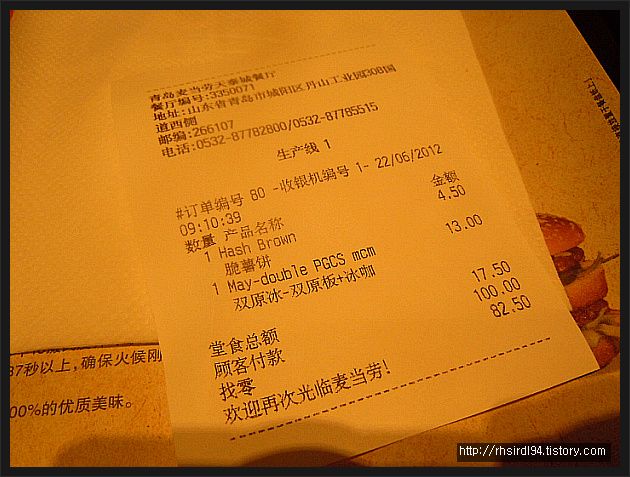 青岛麦当劳天泰城餐厅
餐厅编号:3350071
地址:山东省青岛市城阳区丹山工业园308国
道西侧
邮编:266107
电话:0532-87782800/0532-87785515
生产线 1
#订单编号 80 -收银机编号 1- 22/06/2012
09:10:39
数量 产品名称 金额
1 Hash Brown 4.50
脆薯饼
1 May-double PGCS mcm 13.00
双原冰-双原板+冰咖
堂食总额 17.50
顾客付款 100.00
找零 82.50
欢迎再次光临麦当劳!
37秒以上,确保火候刚
00%的优质美味。
http://rhsirdl94.tistory.com